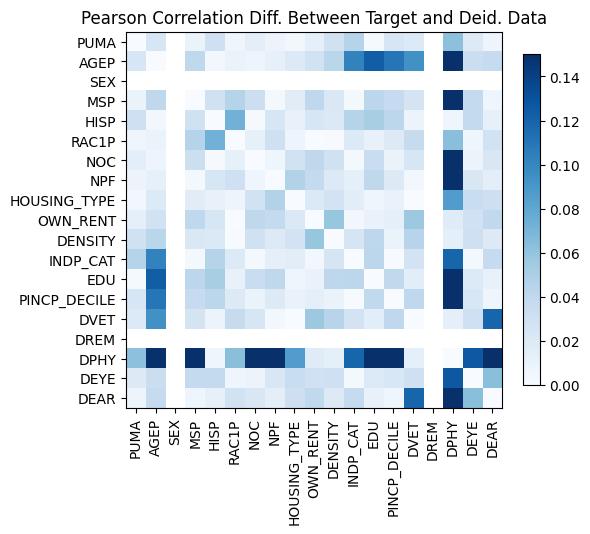 Pearson Correlation Diff. Between Target and Deid. Data
PUMA
AGEP
SEX
MSP
HISP
RAC1P
NOC
NPF
HOUSING_TYPE
OWN_RENT
DENSITY
INDP_CAT
EDU
PINCP_DECILE
DVET
DREM
DPHY
DEYE
DEAR
PUMA
AGEP
SEX
MSP
HISP
RAC1P
NOC
NPF
HOUSING_TYPE
OWN_RENT
DENSITY
INDP_CAT
EDU
PINCP_DECILE
DVET
DREM
DPHY
DEYE
DEAR
0.14
0.12
0.10
0.08
0.06
0.04
0.02
0.00